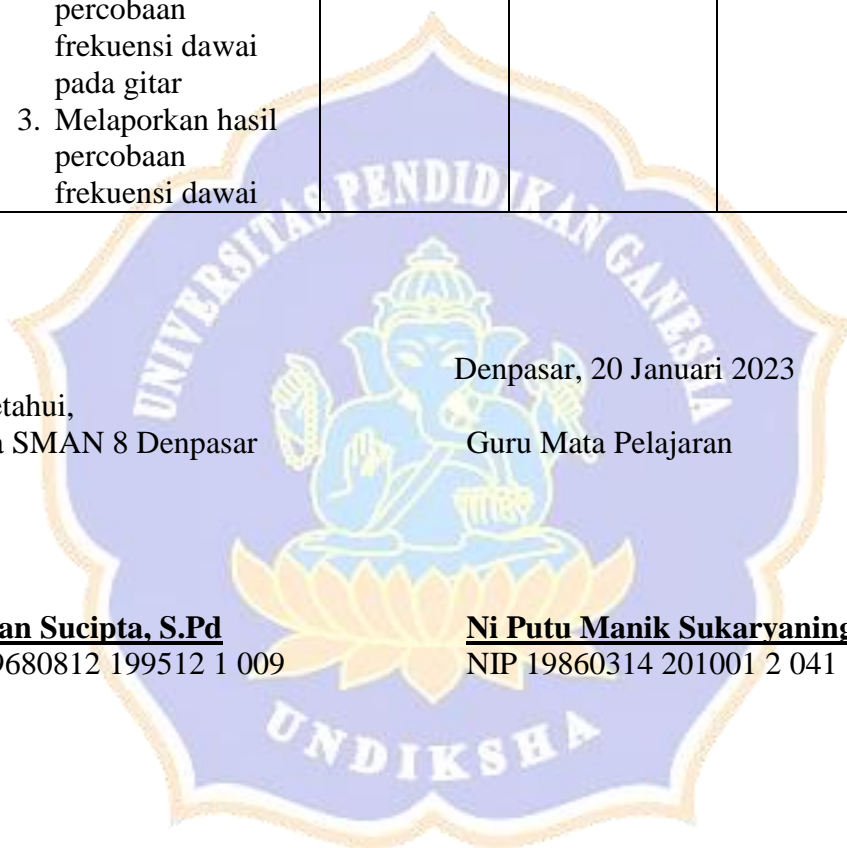 percobaan
frekuensi dawai
pada gitar
3. Melaporkan hasil
percobaan
frekuensi dawai
UNIVERSITAS PENDIDIKAN GANESHA
Denpasar, 20 Januari 2023
etahui,
a SMAN 8 Denpasar
Guru Mata Pelajaran
an Sucipta, S.Pd
Ni Putu Manik Sukaryaning
9680812 199512 1 009
NIP 19860314 201001 2 041
UNDIKSHA